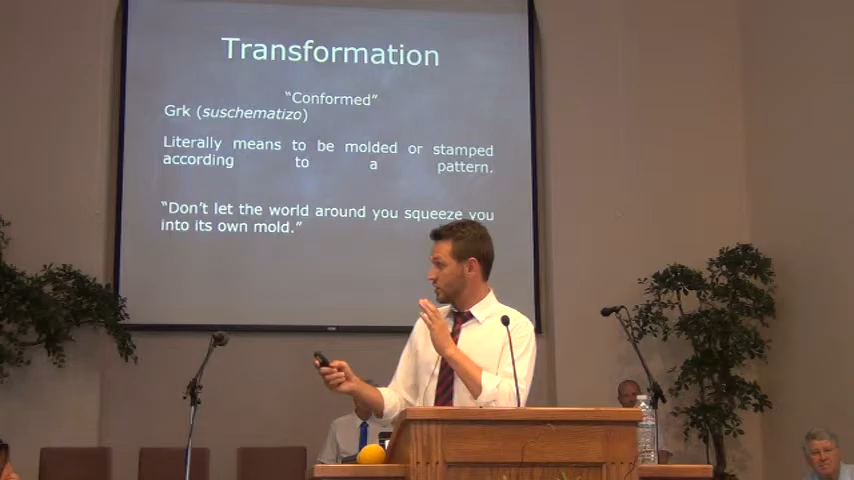 Transformation
“Conformed”
Grk (suschematizo)
Literally means to be molded or stamped
according to a pattern.
“Don’t let the world around you squeeze you
into its own mold.”